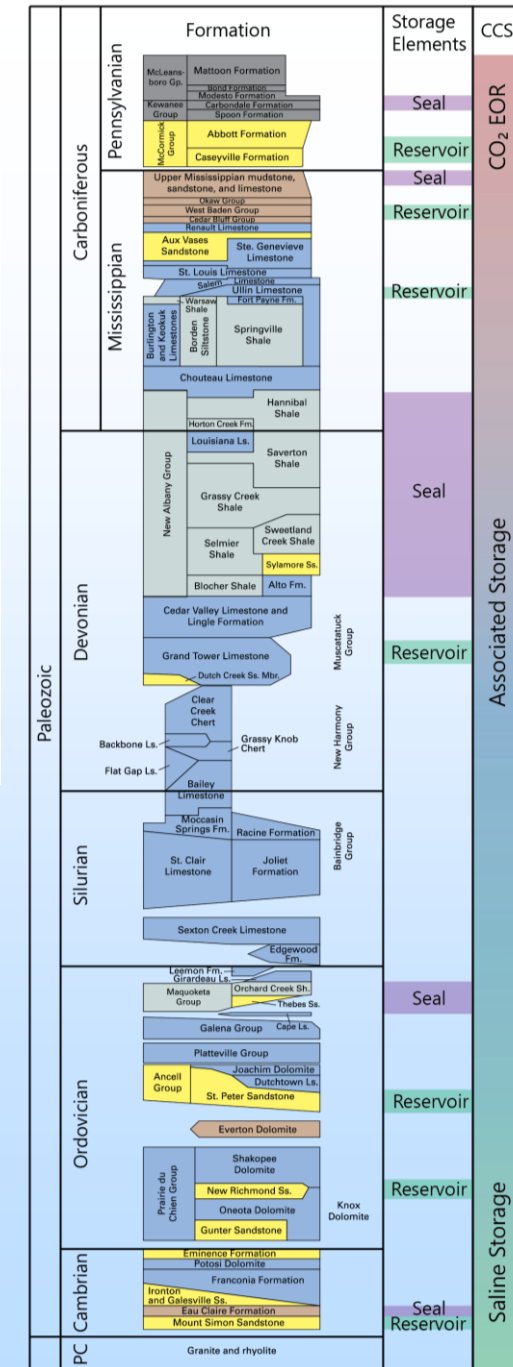 Formation
Storage
Elements
CCS
Paleozoic
Carboniferous
Pennsylvanian
McLeans-
boro Gp.
Mattoon Formation
Bond Formation
Modesto Formation
Kewanee
Group
Carbondale Formation
Spoon Formation
McCormick
Group
Abbott Formation
Caseyville Formation
Seal
Reservoir
CO₂ EOR
Mississippian
Upper Mississippian mudstone,
sandstone, and limestone
Okaw Group
West Baden Group
Cedar Bluff Group
Renault Limestone
Aux Vases
Sandstone
Ste. Genevieve
Limestone
St. Louis Limestone
Salem Limestone
Ullin Limestone
Fort Payne Fm.
Warsaw
Shale
Burlington
and Keokuk
Limestones
Borden
Siltstone
Springville
Shale
Chouteau Limestone
Hannibal
Shale
Horton Creek Fm.
Seal
Reservoir
Reservoir
Devonian
New Albany Group
Louisiana Ls.
Saverton
Shale
Grassy Creek
Shale
Selmier
Shale
Sweetland
Creek Shale
Sylamore Ss.
Blocher Shale
Alto Fm.
Seal
Associated Storage
Cedar Valley Limestone and
Lingle Formation
Grand Tower Limestone
Dutch Creek Ss. Mbr.
Muscatatuck
Group
Reservoir
Clear
Creek
Chert
Backbone Ls.
Grassy Knob
Chert
Flat Gap Ls.
Bailey
Limestone
New Harmony
Group
Silurian
Moccasin
Springs Fm.
Racine Formation
St. Clair
Limestone
Joliet
Formation
Bainbridge
Group
Sexton Creek Limestone
Edgewood
Fm.
Ordovician
Leemon Fm.
Girardeau Ls.
Maquoketa
Group
Orchard Creek Sh.
Thebes Ss.
Cape Ls.
Seal
Galena Group
Platteville Group
Joachim Dolomite
Dutchtown Ls.
Ancell
Group
St. Peter Sandstone
Reservoir
Everton Dolomite
Prairie du
Chien Group
Shakopee
Dolomite
New Richmond Ss.
Oneota Dolomite
Gunter Sandstone
Knox
Dolomite
Reservoir
Saline Storage
Cambrian
Eminence Formation
Potosi Dolomite
Franconia Formation
Ironton
and Galesville Ss.
Eau Claire Formation
Mount Simon Sandstone
Seal
Reservoir
PC
Granite and rhyolite